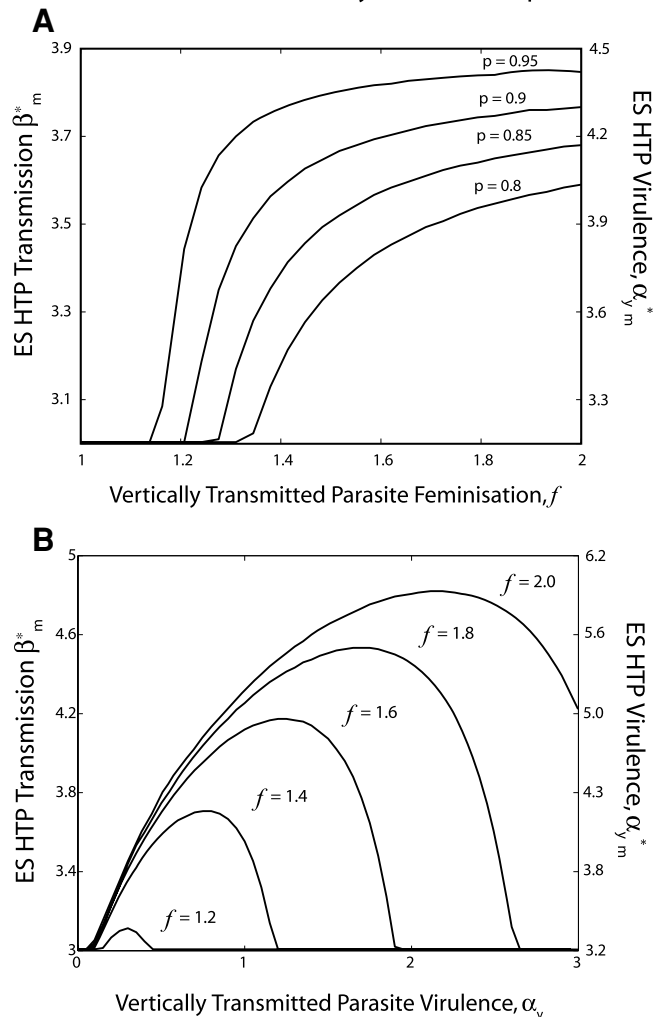 A
3.9
3.7
3.5
3.3
3.1
4.5
4.2
3.9
3.6
3.3
ES HTP Transmission β*m
ES HTP Virulence, αy m*
p = 0.95
p = 0.9
p = 0.85
p = 0.8
1 1.2 1.4 1.6 1.8 2
Vertically Transmitted Parasite Feminisation, f
B
5
4.6
4.2
3.8
3.4
3
6.2
5.6
5.0
4.3
3.8
3.2
ES HTP Transmission β*m
ES HTP Virulence, αy m*
f = 2.0
f = 1.8
f = 1.6
f = 1.4
f = 1.2
0 1 2 3
Vertically Transmitted Parasite Virulence, αy